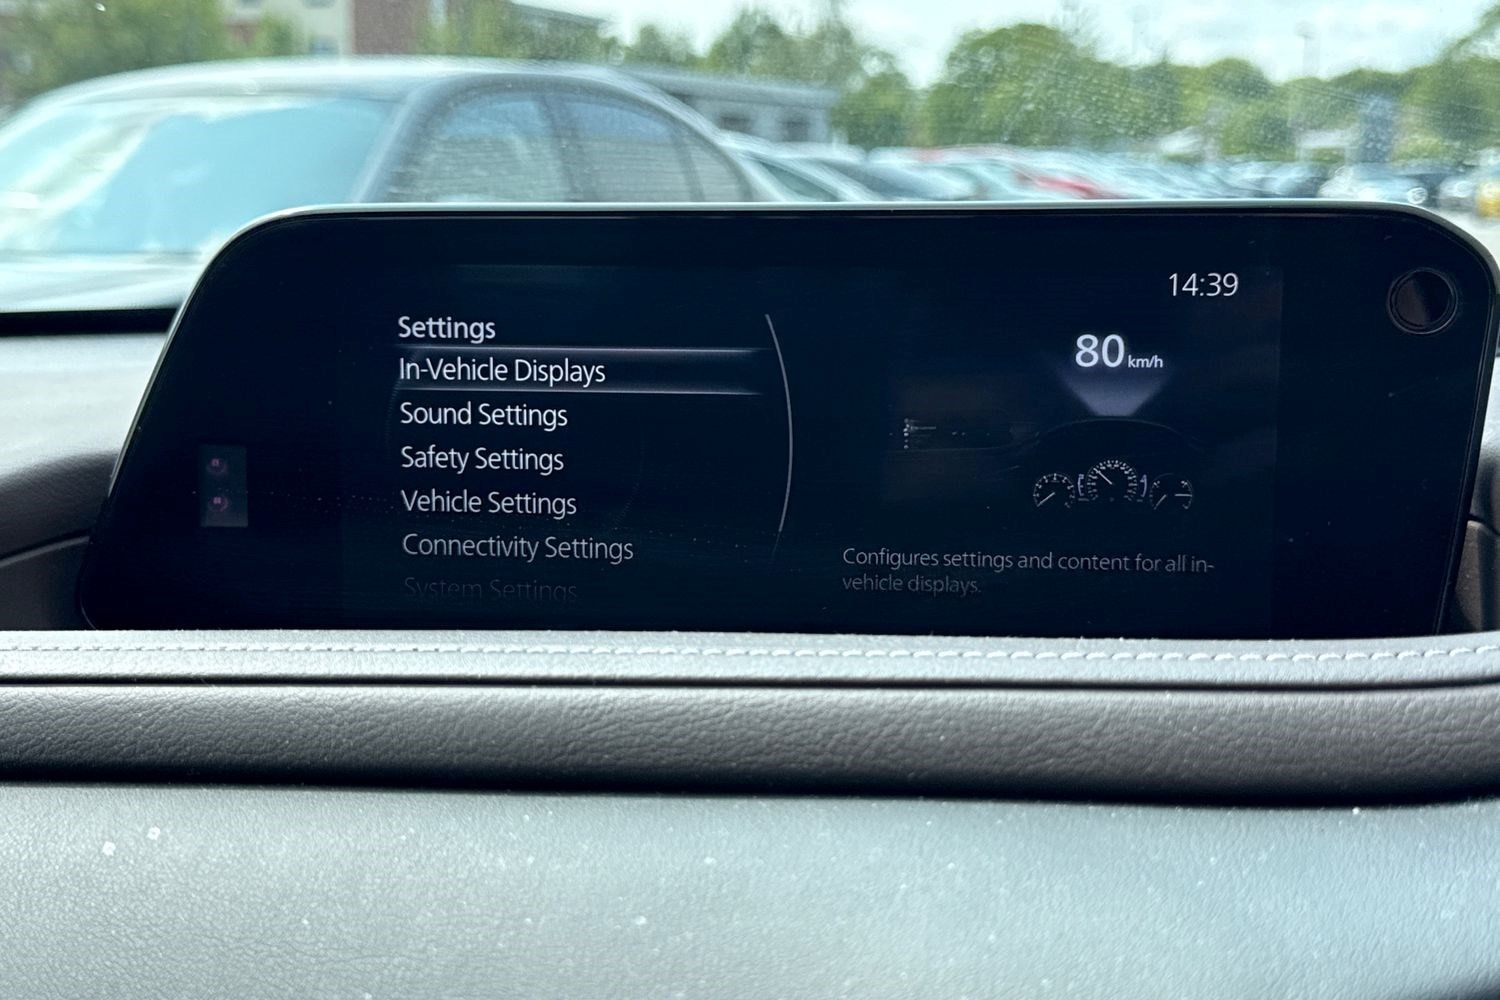 14:39
Settings
In-Vehicle Displays
Sound Settings
Safety Settings
Vehicle Settings
Connectivity Settings
System Settings
80 km/h
Configures settings and content for all in-
vehicle displays.